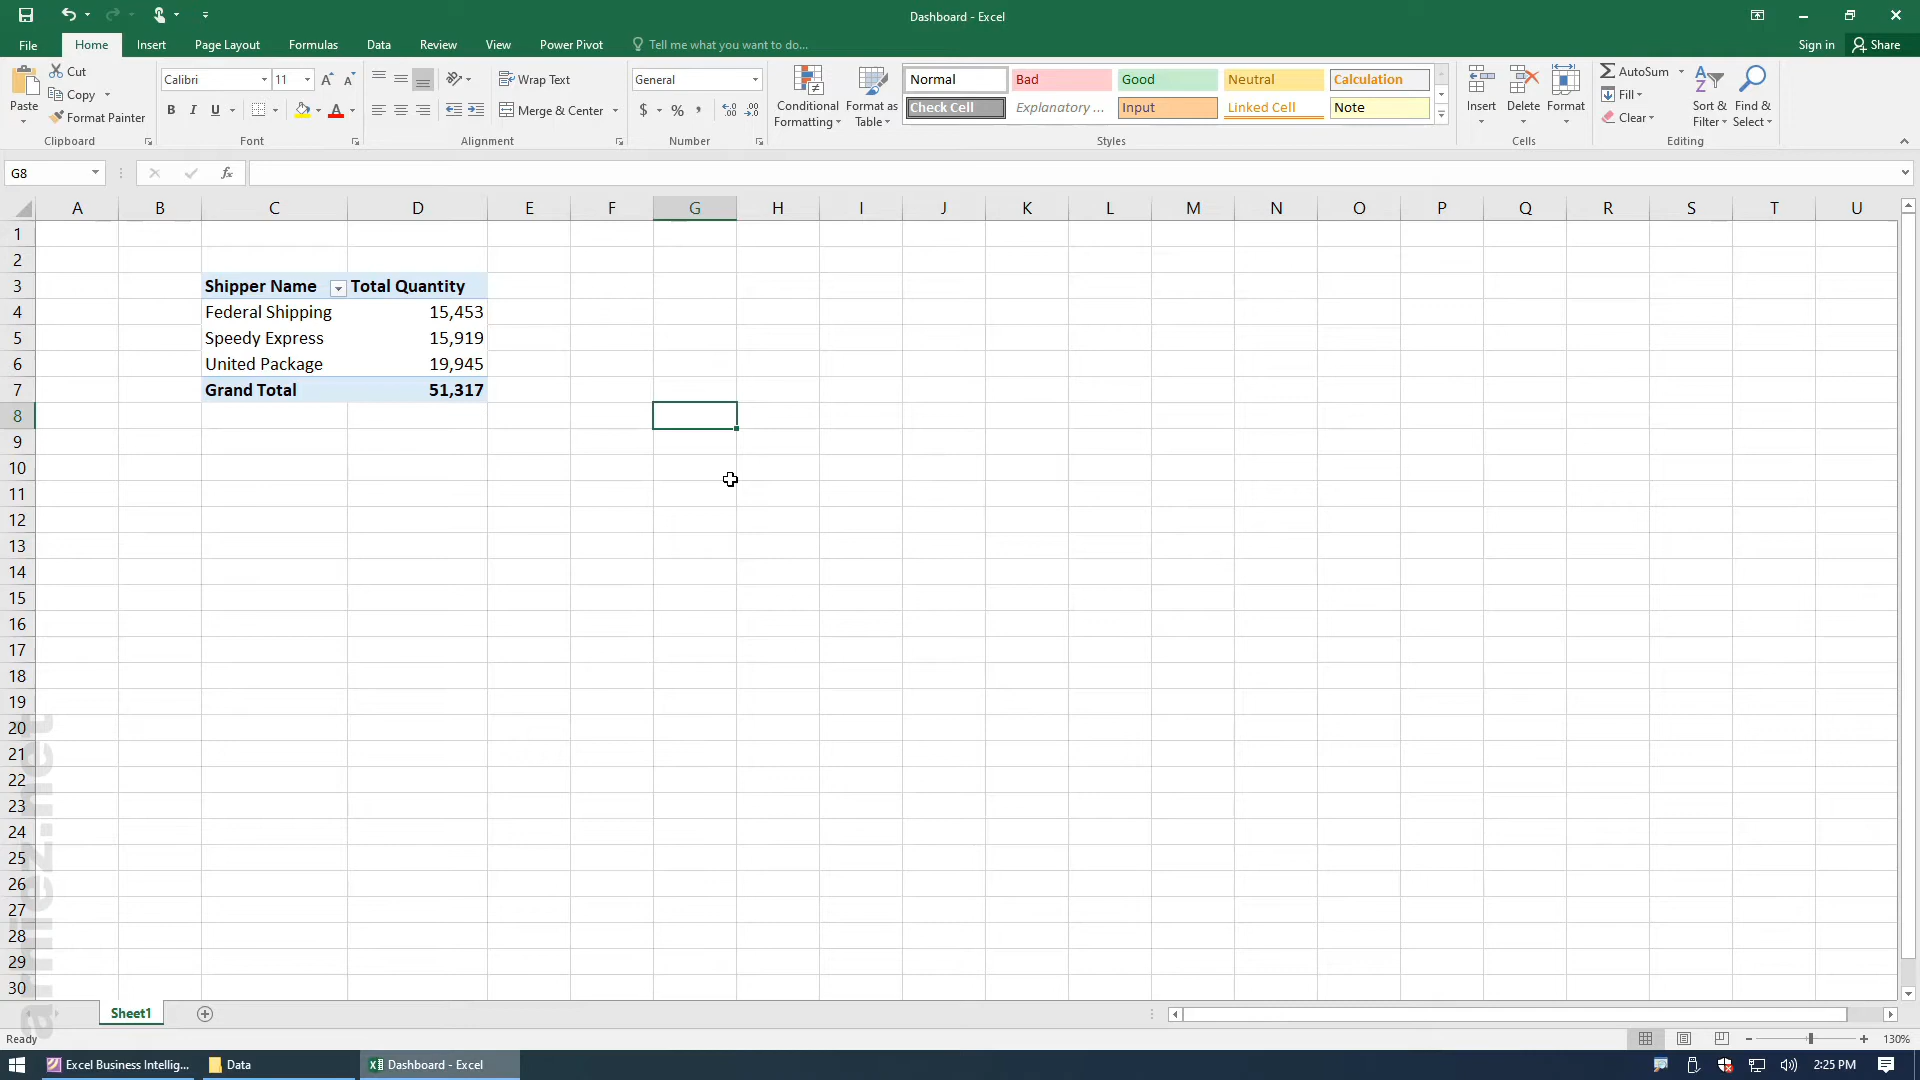 Dashboard - Excel
File Home Insert Page Layout Formulas Data Review View Power Pivot Tell me what you want to do... Sign in Share
Paste Cut Copy Format Painter
Clipboard
Calibri 11
B I U
Font
Wrap Text
Merge & Center
Alignment
General
$ % ,
Number
Conditional Formatting
Format as Table
Normal Bad Good Neutral Calculation
Check Cell Explanatory ... Input Linked Cell Note
Styles
Insert Delete Format
Cells
AutoSum
Fill
Clear
Sort & Filter
Find & Select
Editing
G8
fx
A B C D E F G H I J K L M N O P Q R S T U
1
2
3 Shipper Name Total Quantity
4 Federal Shipping 15,453
5 Speedy Express 15,919
6 United Package 19,945
7 Grand Total 51,317
8
9
10
11
12
13
14
15
16
17
18
19
20
21
22
23
24
25
26
27
28
29
30
arriez.net
Sheet1
Ready
130%
Excel Business Intellig... Data Dashboard - Excel
2:25 PM